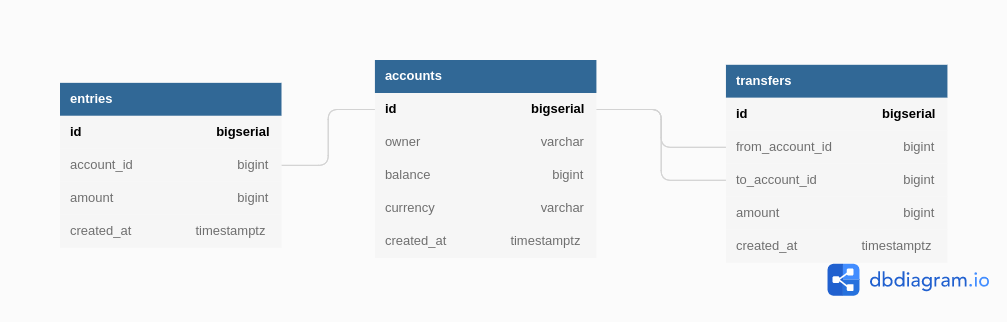 entries
id bigserial
account_id bigint
amount bigint
created_at timestamptz
accounts
id bigserial
owner varchar
balance bigint
currency varchar
created_at timestamptz
transfers
id bigserial
from_account_id bigint
to_account_id bigint
amount bigint
created_at timestamptz
dbdiagram.io